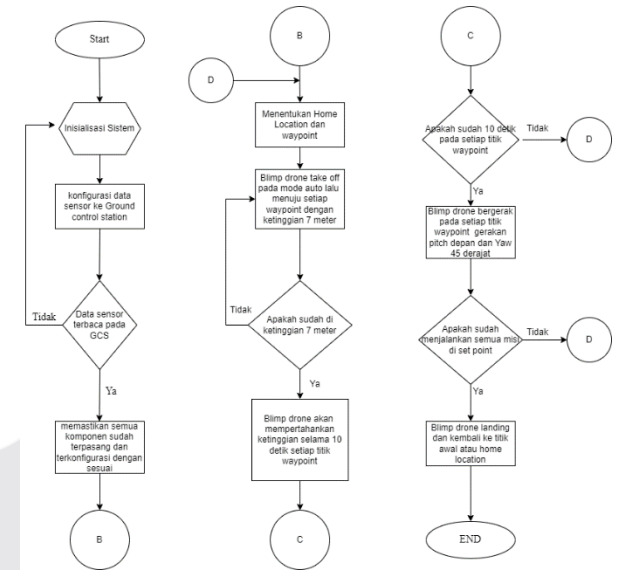 Start
Inisialisasi Sistem
konfigurasi data
sensor ke Ground
control station
Tidak
Data sensor
terbaca pada
GCS
Ya
memastikan semua
komponen sudah
terpasang dan
terkonfigurasi dengan
sesuai
B
B
D
Menentukan Home
Location dan
waypoint
Blimp drone take off
pada mode auto lalu
menuju setiap
waypoint dengan
ketinggian 7 meter
Tidak
Apakah sudah di
ketinggian 7 meter
Ya
Blimp drone akan
mempertahankan
ketinggian selama 10
detik setiap titik
waypoint
C
C
Apakah sudah 10 detik
pada setiap titik
waypoint
Tidak
D
Ya
Blimp drone bergerak
pada setiap titik
waypoint gerakan
pitch depan dan Yaw
45 derajat
Apakah sudah
menjalankan semua misi
di set point
Tidak
D
Ya
Blimp drone landing
dan kembali ke titik
awal atau home
location
END